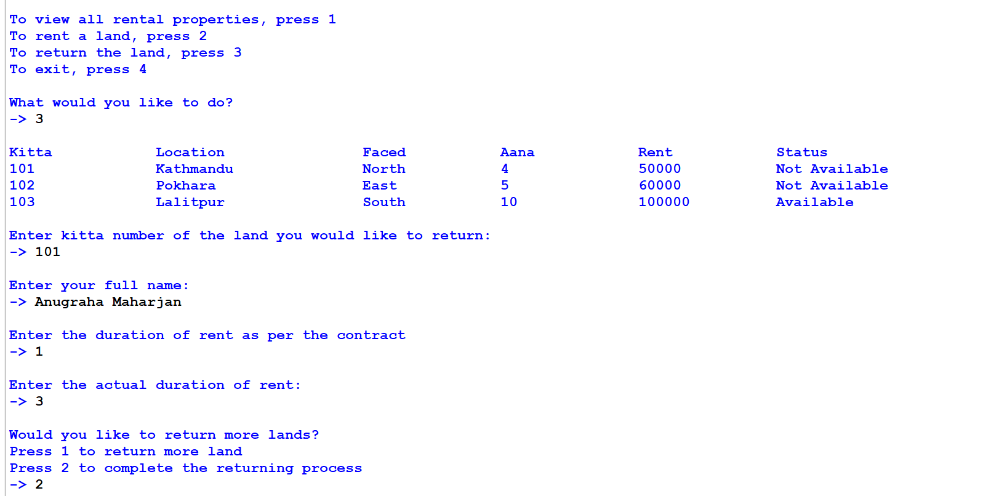 To view all rental properties, press 1
To rent a land, press 2
To return the land, press 3
To exit, press 4
What would you like to do?
-> 3
Kitta Location Faced Aana Rent Status
101 Kathmandu North 4 50000 Not Available
102 Pokhara East 5 60000 Not Available
103 Lalitpur South 10 100000 Available
Enter kitta number of the land you would like to return:
-> 101
Enter your full name:
-> Anugraha Maharjan
Enter the duration of rent as per the contract
-> 1
Enter the actual duration of rent:
-> 3
Would you like to return more lands?
Press 1 to return more land
Press 2 to complete the returning process
-> 2